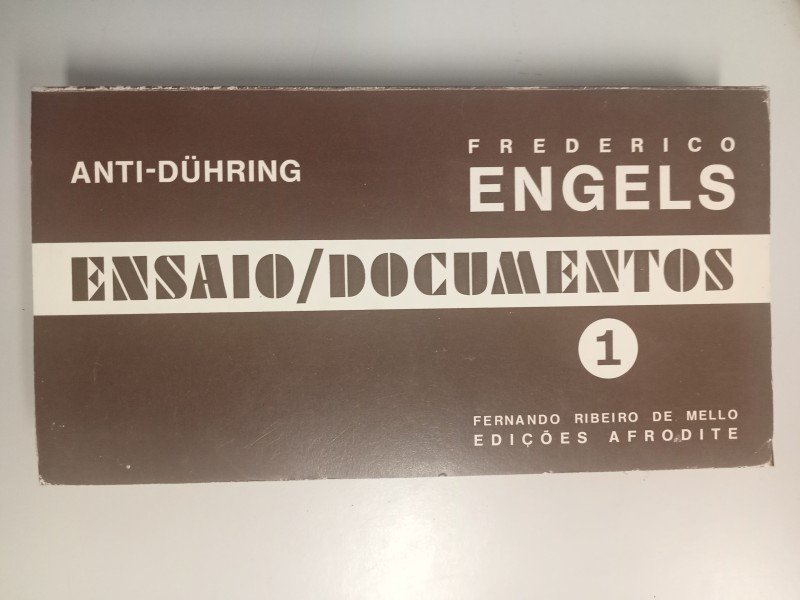 ANTI-DÜHRING
FREDERICO
ENGELS
ENSAIO/DOCUMENTOS
1
FERNANDO RIBEIRO DE MELLO
EDIÇÕES AFRODITE